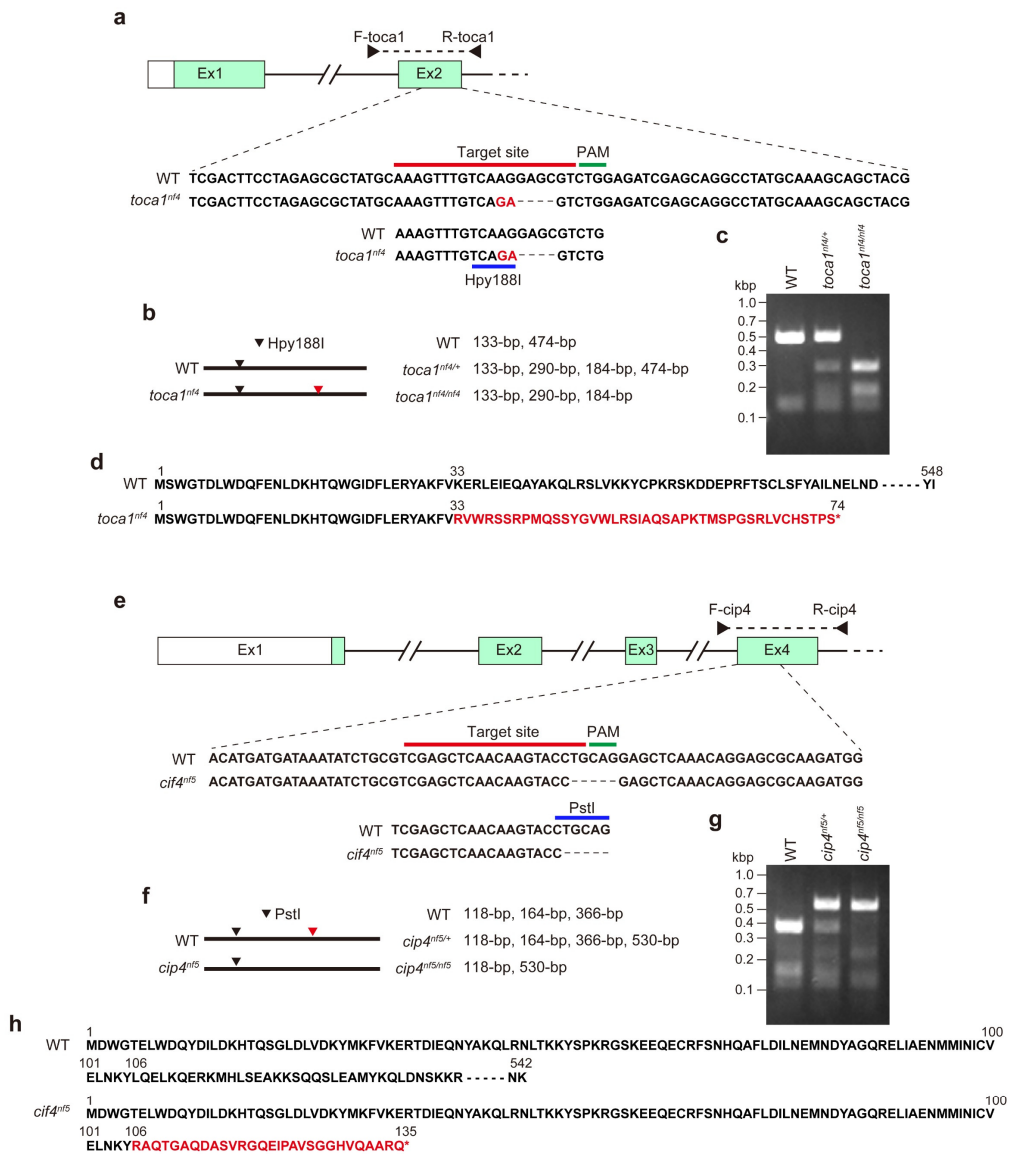 a
F-toca1 R-toca1
Ex1 Ex2
Target site PAM
WT TCGACTTCCTAGAGCGCTATGCAAAGTTTGTCAAGGAGCGTCTGGAGATCGAGCAGGCCTATGCAAAGCAGCTACG
toca1nf4 TCGACTTCCTAGAGCGCTATGCAAAGTTTGTCAGA----GTCTGGAGATCGAGCAGGCCTATGCAAAGCAGCTACG
WT AAAGTTTGTCAAGGAGCGTCTG
toca1nf4 AAAGTTTGTCAGA----GTCTG
Hpy188I
b
Hpy188I
WT
toca1nf4
WT 133-bp, 474-bp
toca1nf4/+ 133-bp, 290-bp, 184-bp, 474-bp
toca1nf4/nf4 133-bp, 290-bp, 184-bp
c
WT toca1nf4/+ toca1nf4/nf4
kbp
1.0
0.7
0.5
0.4
0.3
0.2
0.1
d
1 33 548
WT MSWGTDLWDQFENLDKHTQWGIDFLERYAKFVKERLEIEQAYAKQLRSLVKKYCPKRSKDDEPRFTSCLSFYAILNELND-----YI
1 33 74
toca1nf4 MSWGTDLWDQFENLDKHTQWGIDFLERYAKFVRVWRSSRPMQSSYGVWLRSIAQSAPKTMSPGSRLVCHSTPS*
e
F-cip4 R-cip4
Ex1 Ex2 Ex3 Ex4
Target site PAM
WT ACATGATGATAAATATCTGCGTCGAGCTCAACAAGTACCTGCAGGAGCTCAAACAGGAGCGCAAGATGG
cif4nf5 ACATGATGATAAATATCTGCGTCGAGCTCAACAAGTACC-----GAGCTCAAACAGGAGCGCAAGATGG
PstI
WT TCGAGCTCAACAAGTACCTGCAG
cif4nf5 TCGAGCTCAACAAGTACC-----
f
PstI
WT
cip4nf5
WT 118-bp, 164-bp, 366-bp
cip4nf5/+ 118-bp, 164-bp, 366-bp, 530-bp
cip4nf5/nf5 118-bp, 530-bp
g
WT cip4nf5/+ cip4nf5/nf5
kbp
1.0
0.7
0.5
0.4
0.3
0.2
0.1
h
1 100
WT MDWGTELWDQYDILDKHTQSGLDLVDKYMKFVKERTDIEQNYAKQLRNLTKKYSPKRGSKEEQECRFSNHQAFLDILNEMNDYAGQRELIAENMMINICV
101 106 542
ELNKYLQELKQERKMHLSEAKKSQQSLEAMYKQLDNSKKR-----NK
1 100
cif4nf5 MDWGTELWDQYDILDKHTQSGLDLVDKYMKFVKERTDIEQNYAKQLRNLTKKYSPKRGSKEEQECRFSNHQAFLDILNEMNDYAGQRELIAENMMINICV
101 106 135
ELNKYRAQTGAQDASVRGQEIPAVSGGHVQAARQ*